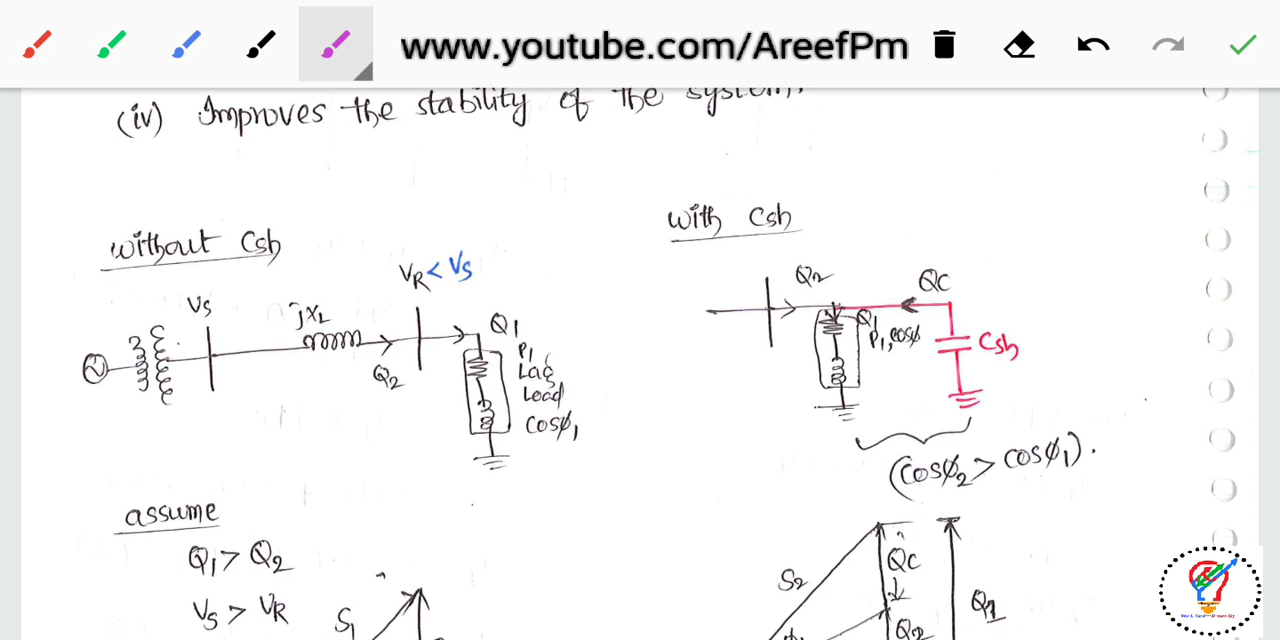 www.youtube.com/AreefPm
(iv) Improves the stability of the system.
without Csh
with Csh
VR < VS
VS
jXL
Q2
Q1
P1
Lag
Load
cosϕ1
Q2
QC
Q1
P1, cosϕ
Csh
(cosϕ2 > cosϕ1).
assume
Q1 > Q2
VS > VR
S1
S2
QC
Q2
Q1